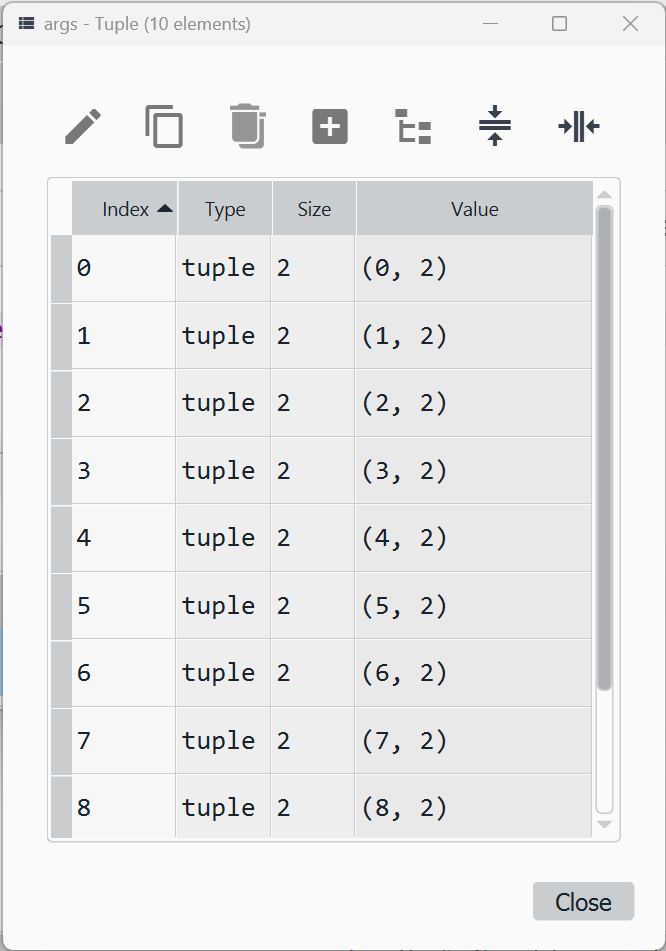 args - Tuple (10 elements)
Index Type Size Value
0 tuple 2 (0, 2)
1 tuple 2 (1, 2)
2 tuple 2 (2, 2)
3 tuple 2 (3, 2)
4 tuple 2 (4, 2)
5 tuple 2 (5, 2)
6 tuple 2 (6, 2)
7 tuple 2 (7, 2)
8 tuple 2 (8, 2)
Close